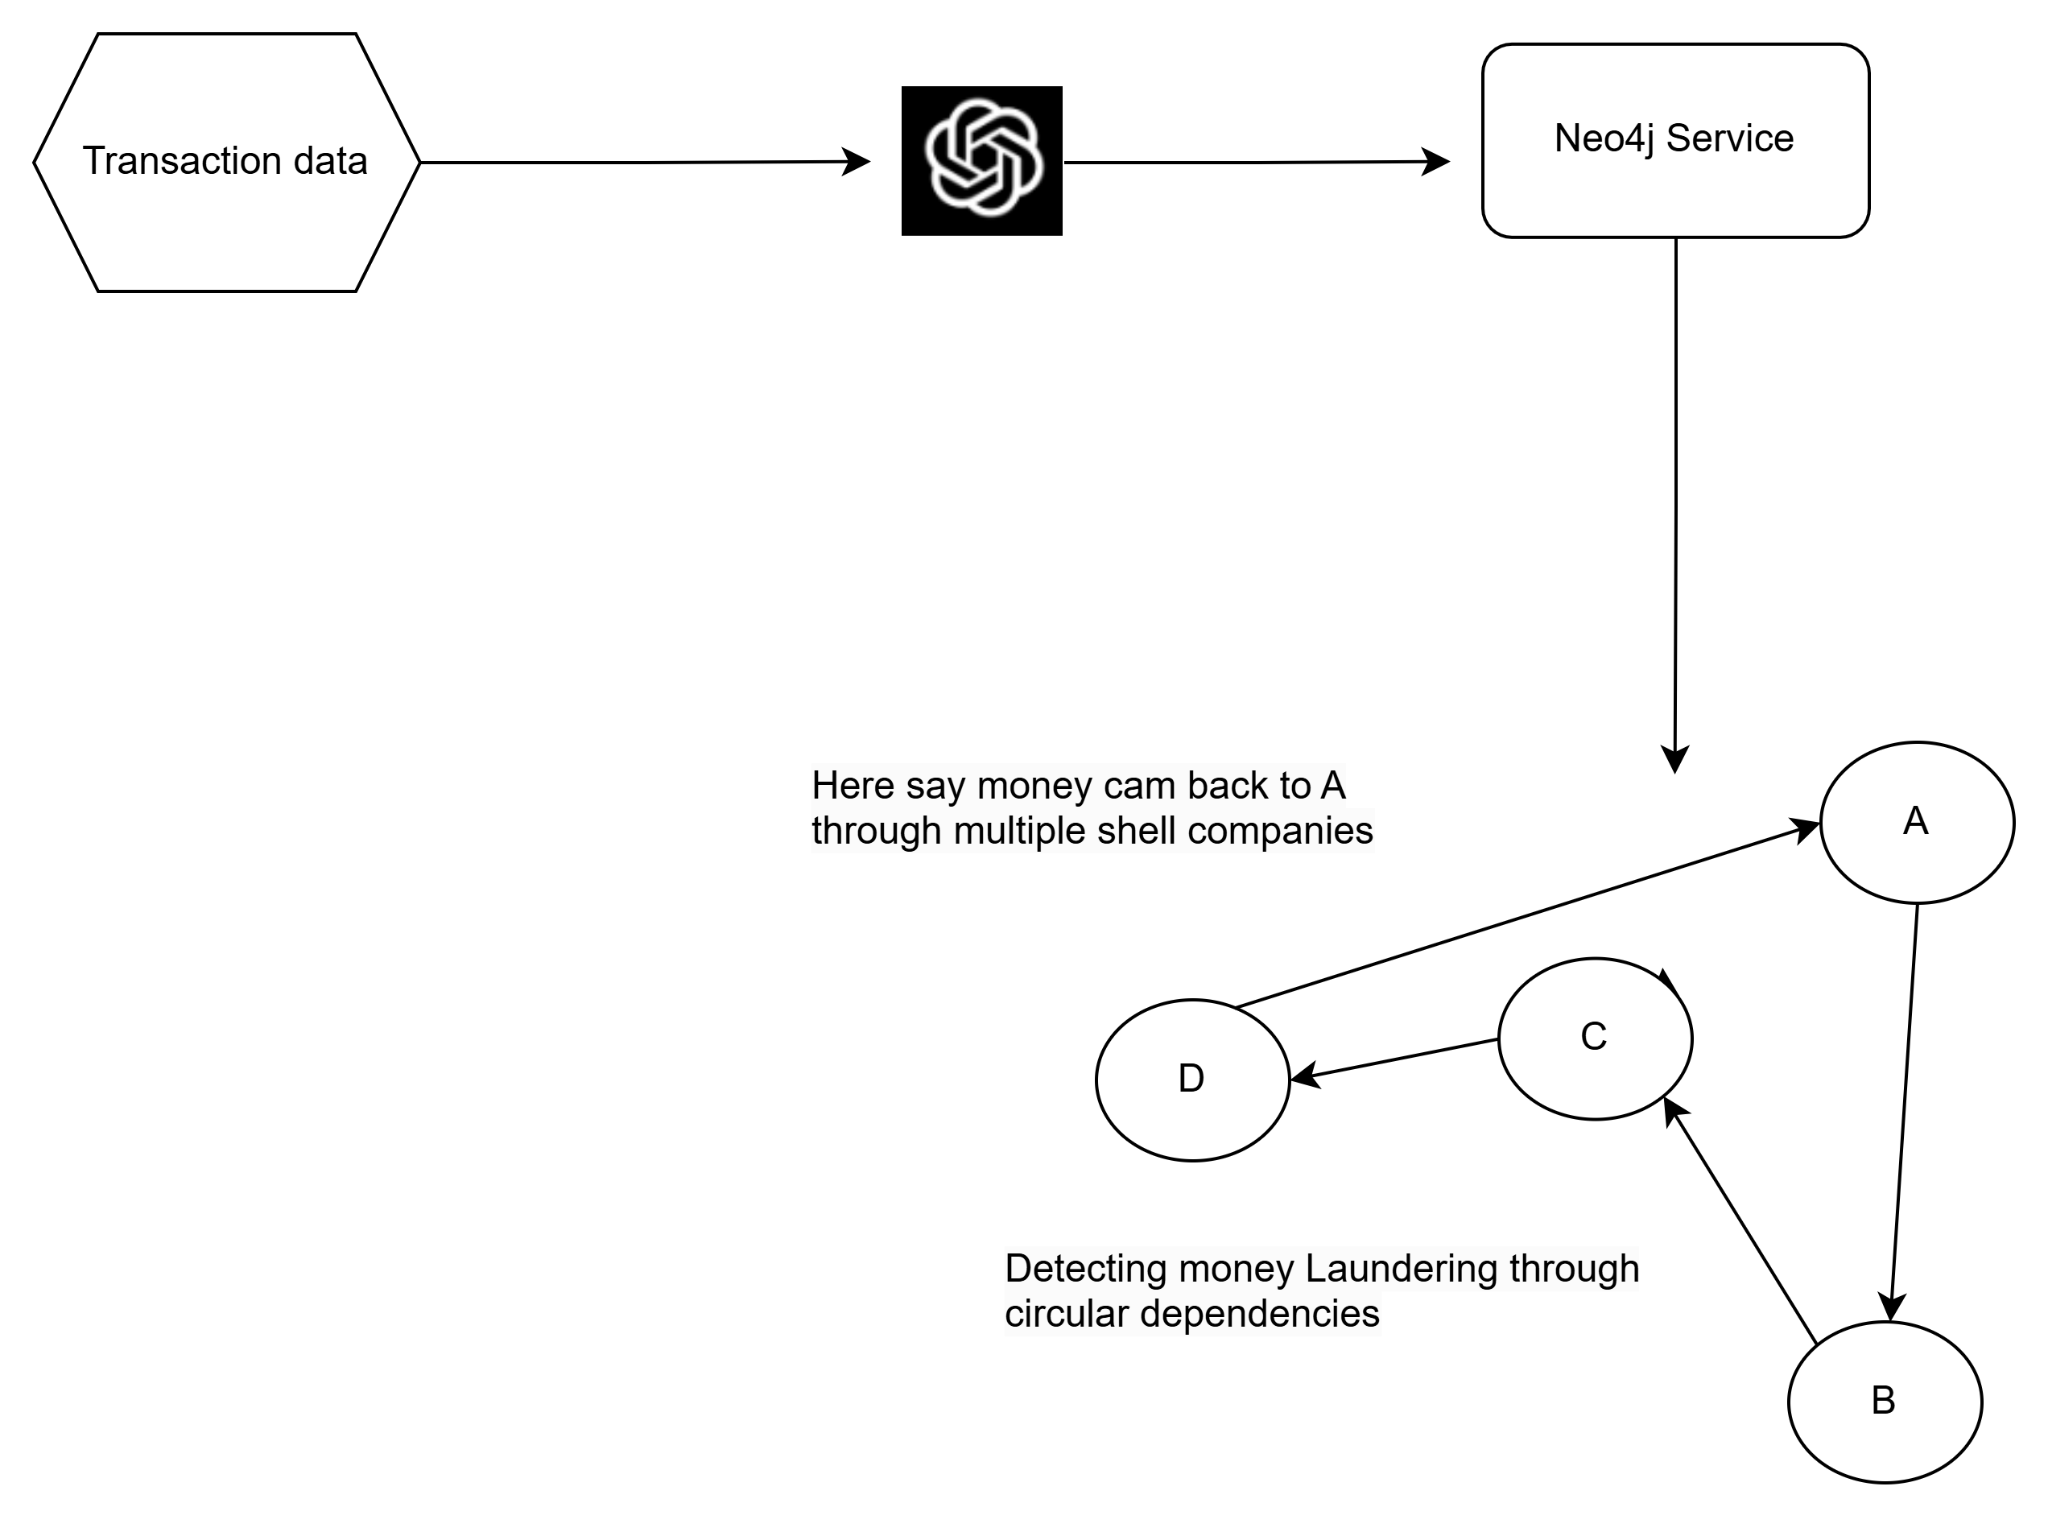 Transaction data
Neo4j Service
Here say money cam back to A
through multiple shell companies
A
C
D
Detecting money Laundering through
circular dependencies
B